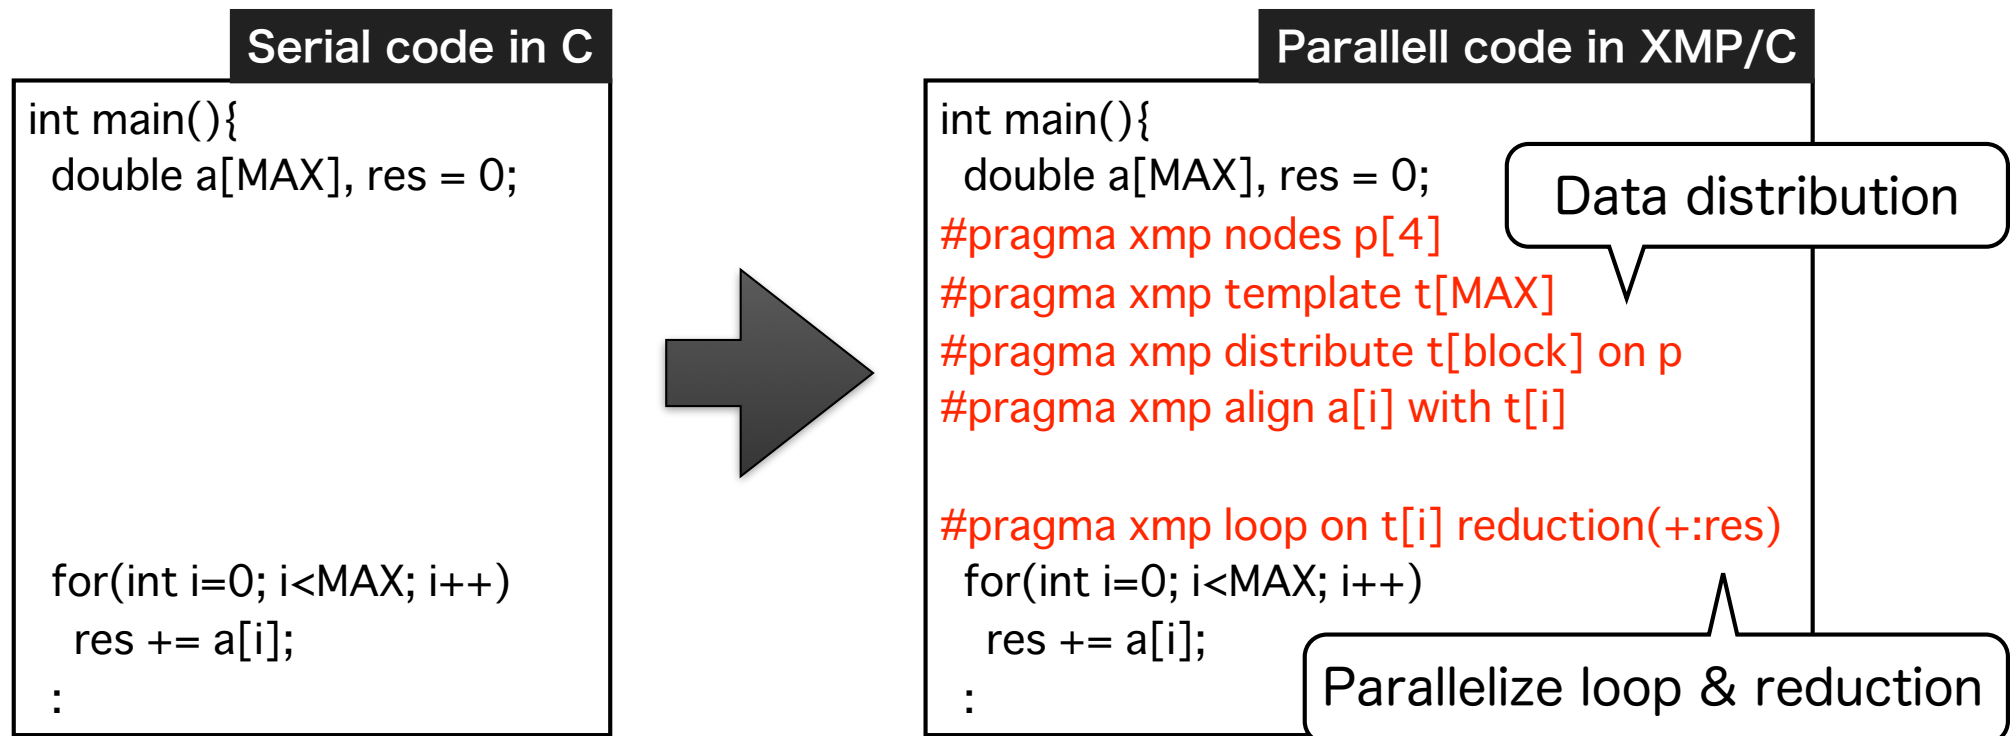 Serial code in C
int main(){
double a[MAX], res = 0;
for(int i=0; i<MAX; i++)
res += a[i];
:
Parallell code in XMP/C
int main(){
double a[MAX], res = 0;
#pragma xmp nodes p[4]
#pragma xmp template t[MAX]
#pragma xmp distribute t[block] on p
#pragma xmp align a[i] with t[i]
#pragma xmp loop on t[i] reduction(+:res)
for(int i=0; i<MAX; i++)
res += a[i];
:
Data distribution
Parallelize loop & reduction